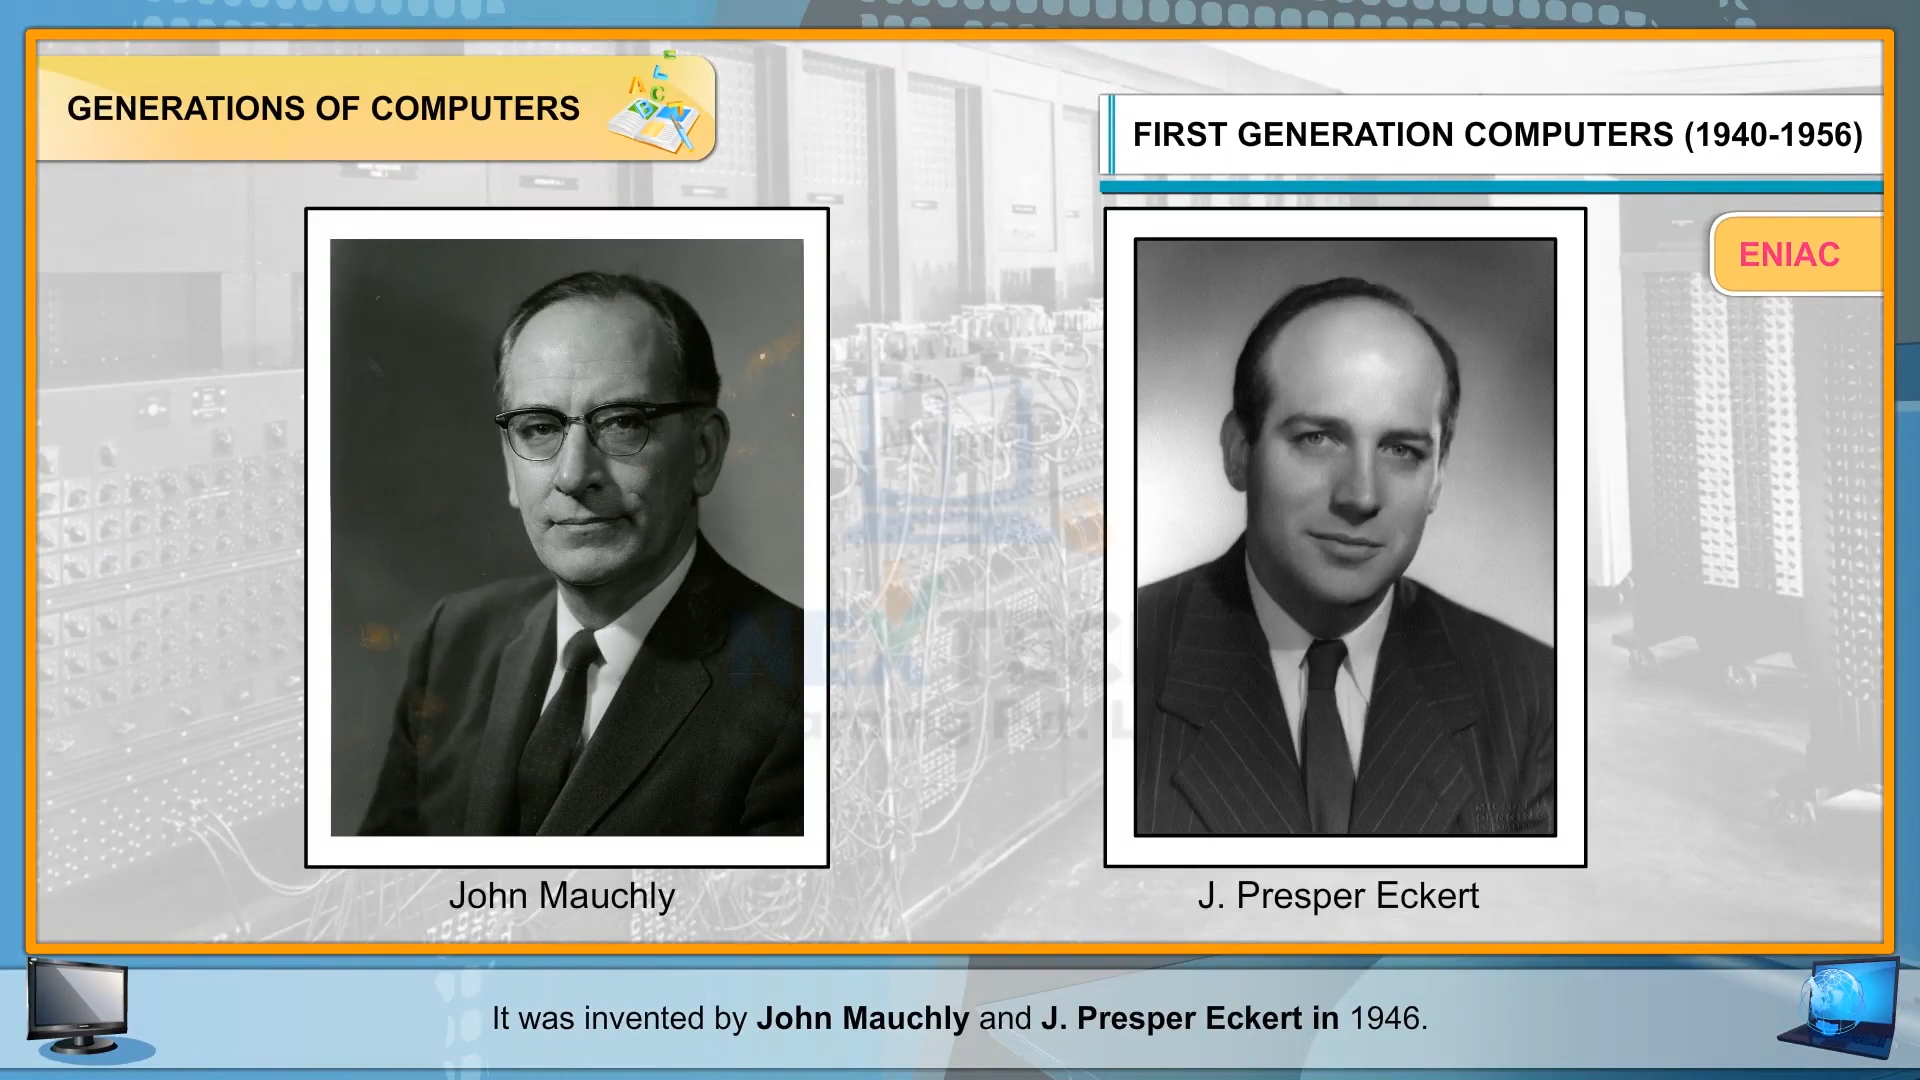 GENERATIONS OF COMPUTERS
FIRST GENERATION COMPUTERS (1940-1956)
ENIAC
John Mauchly
J. Presper Eckert
It was invented by John Mauchly and J. Presper Eckert in 1946.